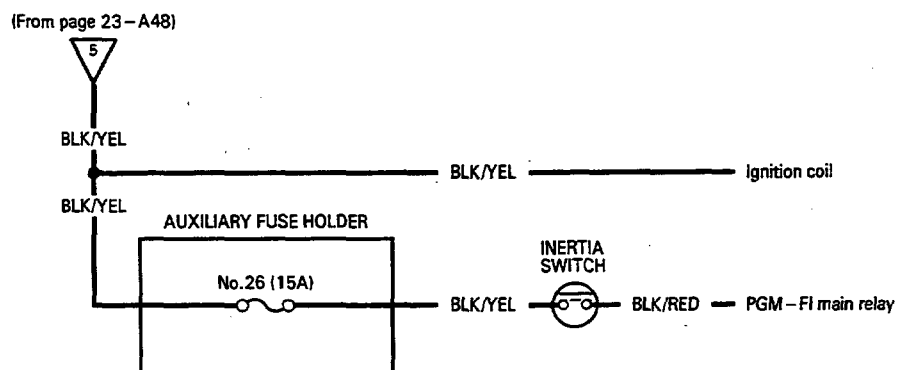 (From page 23-A48)
5
BLK/YEL
BLK/YEL
Ignition coil
BLK/YEL
AUXILIARY FUSE HOLDER
No.26 (15A)
BLK/YEL
INERTIA
SWITCH
BLK/RED
PGM-FI main relay